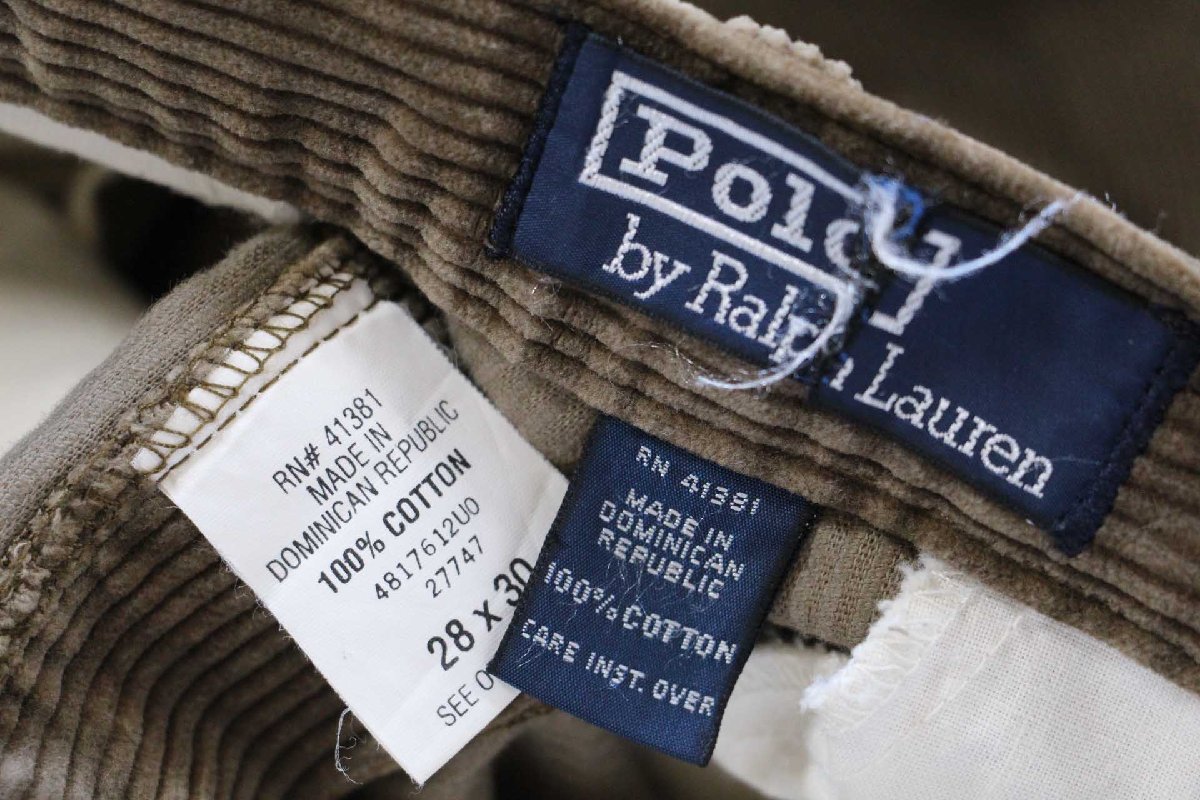 Polo
by Ralph Lauren
RN# 41381
MADE IN
DOMINICAN REPUBLIC
100% COTTON
4817612U0
27747
28 x 30
SEE
RN 41381
MADE IN
DOMINICAN
REPUBLIC
100% COTTON
CARE INST. OVER